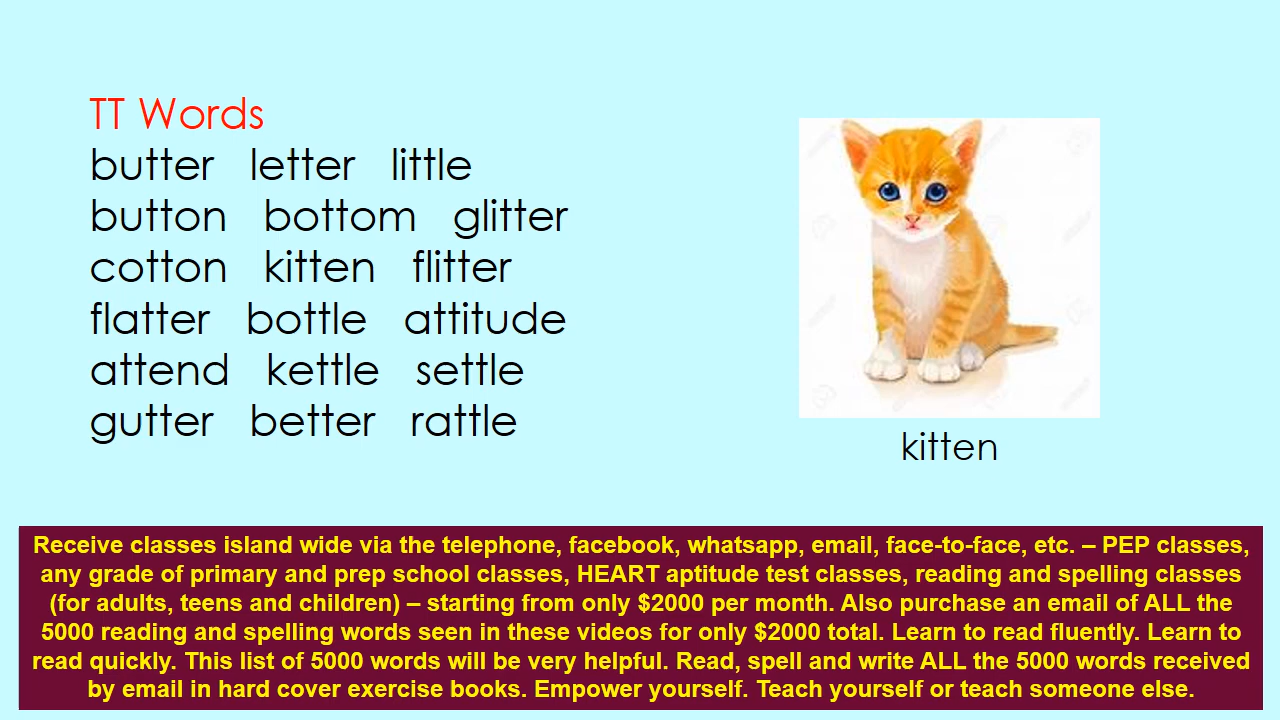 TT Words
butter letter little
button bottom glitter
cotton kitten flitter
flatter bottle attitude
attend kettle settle
gutter better rattle
kitten
Receive classes island wide via the telephone, facebook, whatsapp, email, face-to-face, etc. – PEP classes,
any grade of primary and prep school classes, HEART aptitude test classes, reading and spelling classes
(for adults, teens and children) – starting from only $2000 per month. Also purchase an email of ALL the
5000 reading and spelling words seen in these videos for only $2000 total. Learn to read fluently. Learn to
read quickly. This list of 5000 words will be very helpful. Read, spell and write ALL the 5000 words received
by email in hard cover exercise books. Empower yourself. Teach yourself or teach someone else.